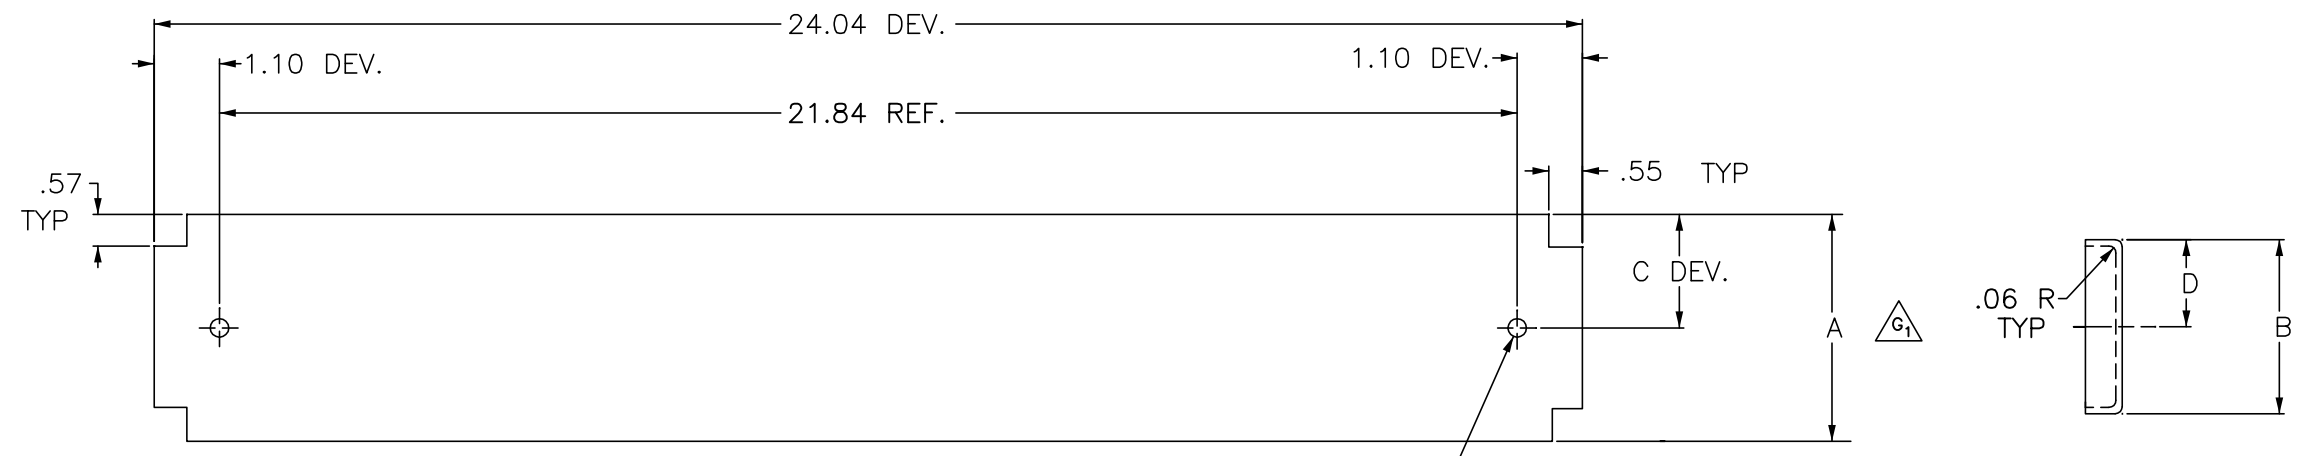 24.04 DEV.
1.10 DEV.
1.10 DEV.
21.84 REF.
.57
TYP
.55 TYP
C DEV.
A
G1
.06 R
TYP
D
B